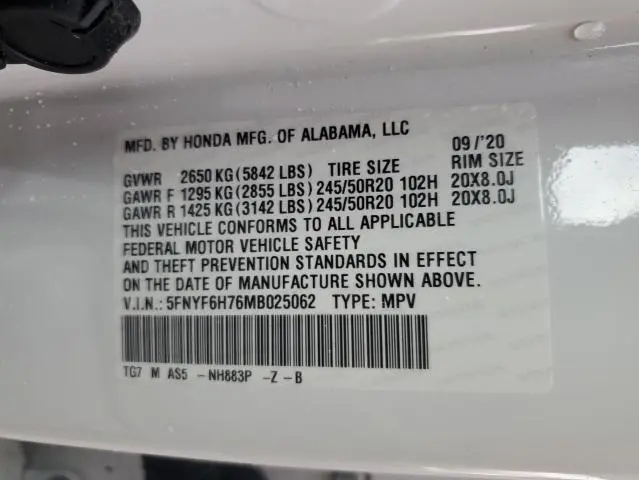 MFD. BY HONDA MFG. OF ALABAMA, LLC 09/'20
GVWR 2650 KG (5842 LBS) TIRE SIZE RIM SIZE
GAWR F 1295 KG (2855 LBS) 245/50R20 102H 20X8.0J
GAWR R 1425 KG (3142 LBS) 245/50R20 102H 20X8.0J
THIS VEHICLE CONFORMS TO ALL APPLICABLE
FEDERAL MOTOR VEHICLE SAFETY
AND THEFT PREVENTION STANDARDS IN EFFECT
ON THE DATE OF MANUFACTURE SHOWN ABOVE.
V.I.N.: 5FNYF6H76MB025062 TYPE: MPV
TG7 M AS5 -NH883P -Z -B